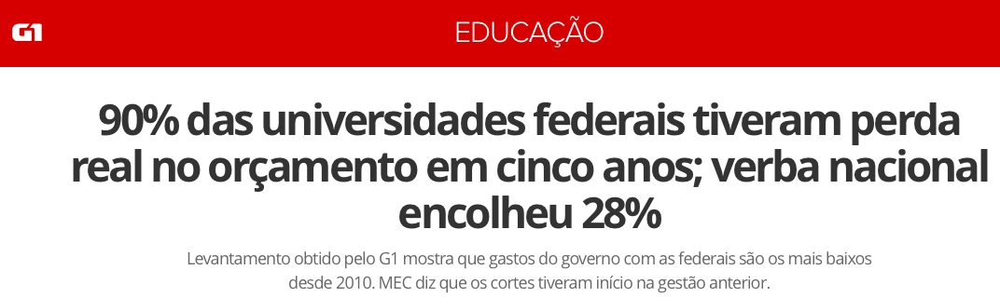 G1
EDUCAÇÃO
90% das universidades federais tiveram perda
real no orçamento em cinco anos; verba nacional
encolheu 28%
Levantamento obtido pelo G1 mostra que gastos do governo com as federais são os mais baixos
desde 2010. MEC diz que os cortes tiveram início na gestão anterior.